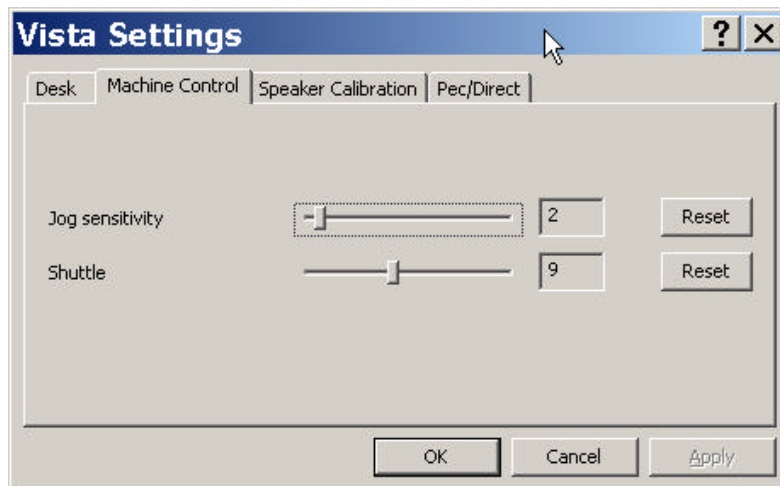 Vista Settings ? X
Desk Machine Control Speaker Calibration Pec/Direct
Jog sensitivity 2 Reset
Shuttle 9 Reset
OK Cancel Apply